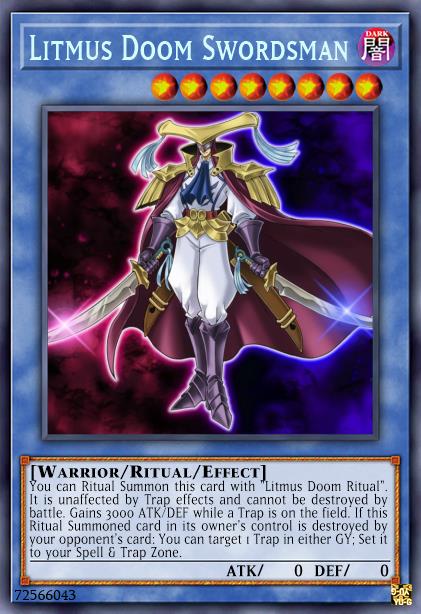 Litmus Doom Swordsman
DARK
闇
[Warrior/Ritual/Effect]
You can Ritual Summon this card with "Litmus Doom Ritual".
It is unaffected by Trap effects and cannot be destroyed by
battle. Gains 3000 ATK/DEF while a Trap is on the field. If this
Ritual Summoned card in its owner's control is destroyed by
your opponent's card: You can target 1 Trap in either GY; Set it
to your Spell & Trap Zone.
ATK/ 0 DEF/ 0
72566043